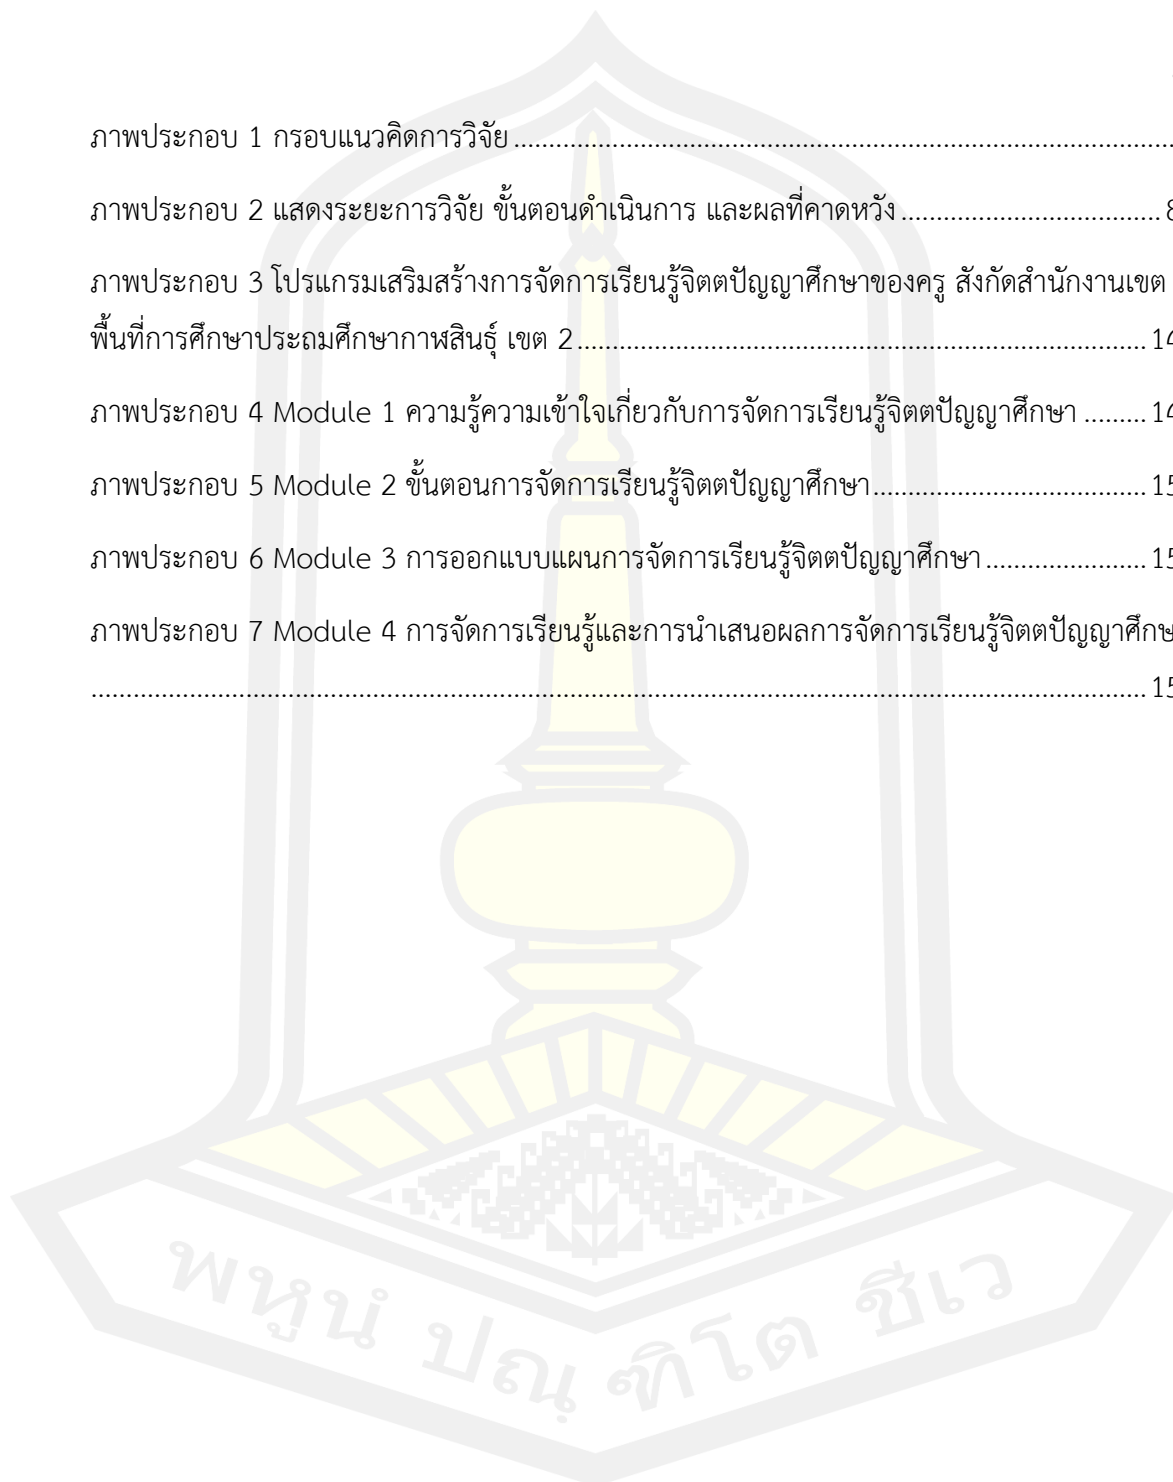 ภาพประกอบ 1 กรอบแนวคิดการวิจัย ........................................................................................
ภาพประกอบ 2 แสดงระยะการวิจัย ขั้นตอนดำเนินการ และผลที่คาดหวัง .....................................
ภาพประกอบ 3 โปรแกรมเสริมสร้างการจัดการเรียนรู้จิตตปัญญาศึกษาของครู สังกัดสำนักงานเขต
พื้นที่การศึกษาประถมศึกษากาฬสินธุ์ เขต 2 ................................................................................. 14
ภาพประกอบ 4 Module 1 ความรู้ความเข้าใจเกี่ยวกับการจัดการเรียนรู้จิตตปัญญาศึกษา ......... 14
ภาพประกอบ 5 Module 2 ขั้นตอนการจัดการเรียนรู้จิตตปัญญาศึกษา....................................... 15
ภาพประกอบ 6 Module 3 การออกแบบแผนการจัดการเรียนรู้จิตตปัญญาศึกษา ....................... 15
ภาพประกอบ 7 Module 4 การจัดการเรียนรู้และการนำเสนอผลการจัดการเรียนรู้จิตตปัญญาศึกษ
....................................................................................................................................................... 15
พหูนํ ปณฺฑิโต ชีเว